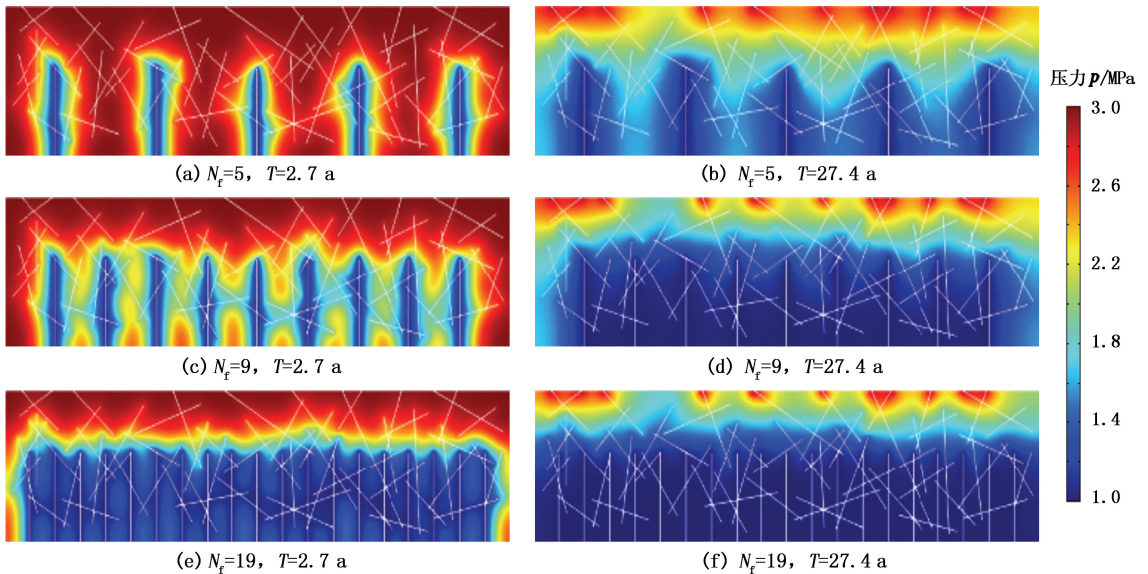 压力p/MPa
3.0
2.6
2.2
1.8
1.4
1.0
(a) Nf=5, T=2.7 a
(b) Nf=5, T=27.4 a
(c) Nf=9, T=2.7 a
(d) Nf=9, T=27.4 a
(e) Nf=19, T=2.7 a
(f) Nf=19, T=27.4 a